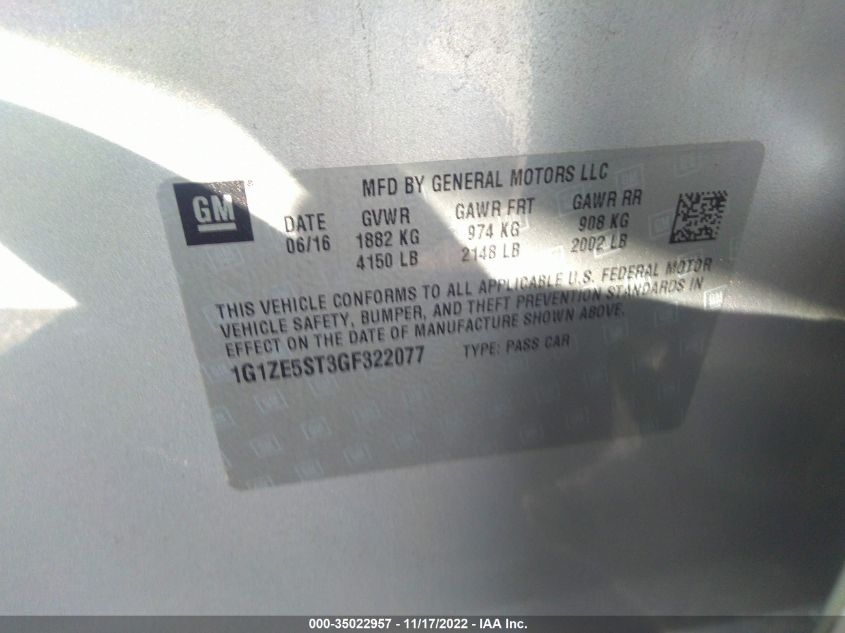 MFD BY GENERAL MOTORS LLC
GM
DATE GVWR GAWR FRT GAWR RR
06/16 1882 KG 974 KG 908 KG
4150 LB 2148 LB 2002 LB
THIS VEHICLE CONFORMS TO ALL APPLICABLE U.S. FEDERAL MOTOR
VEHICLE SAFETY, BUMPER, AND THEFT PREVENTION STANDARDS IN
EFFECT ON THE DATE OF MANUFACTURE SHOWN ABOVE.
1G1ZE5ST3GF322077 TYPE: PASS CAR
000-35022957 - 11/17/2022 - IAA Inc.